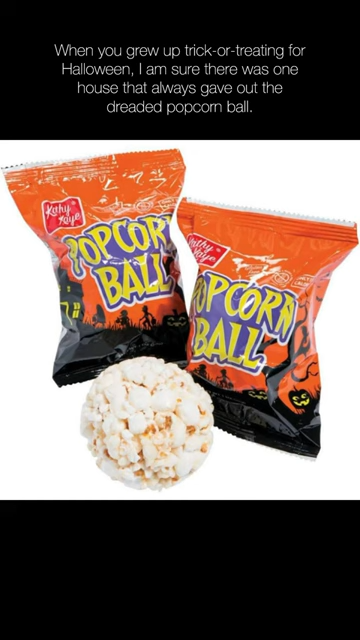 When you grew up trick-or-treating for
Halloween, I am sure there was one
house that always gave out the
dreaded popcorn ball.
Kathy
Kaye
POPCORN
BALL
Kathy
Kaye
POPCORN
BALL